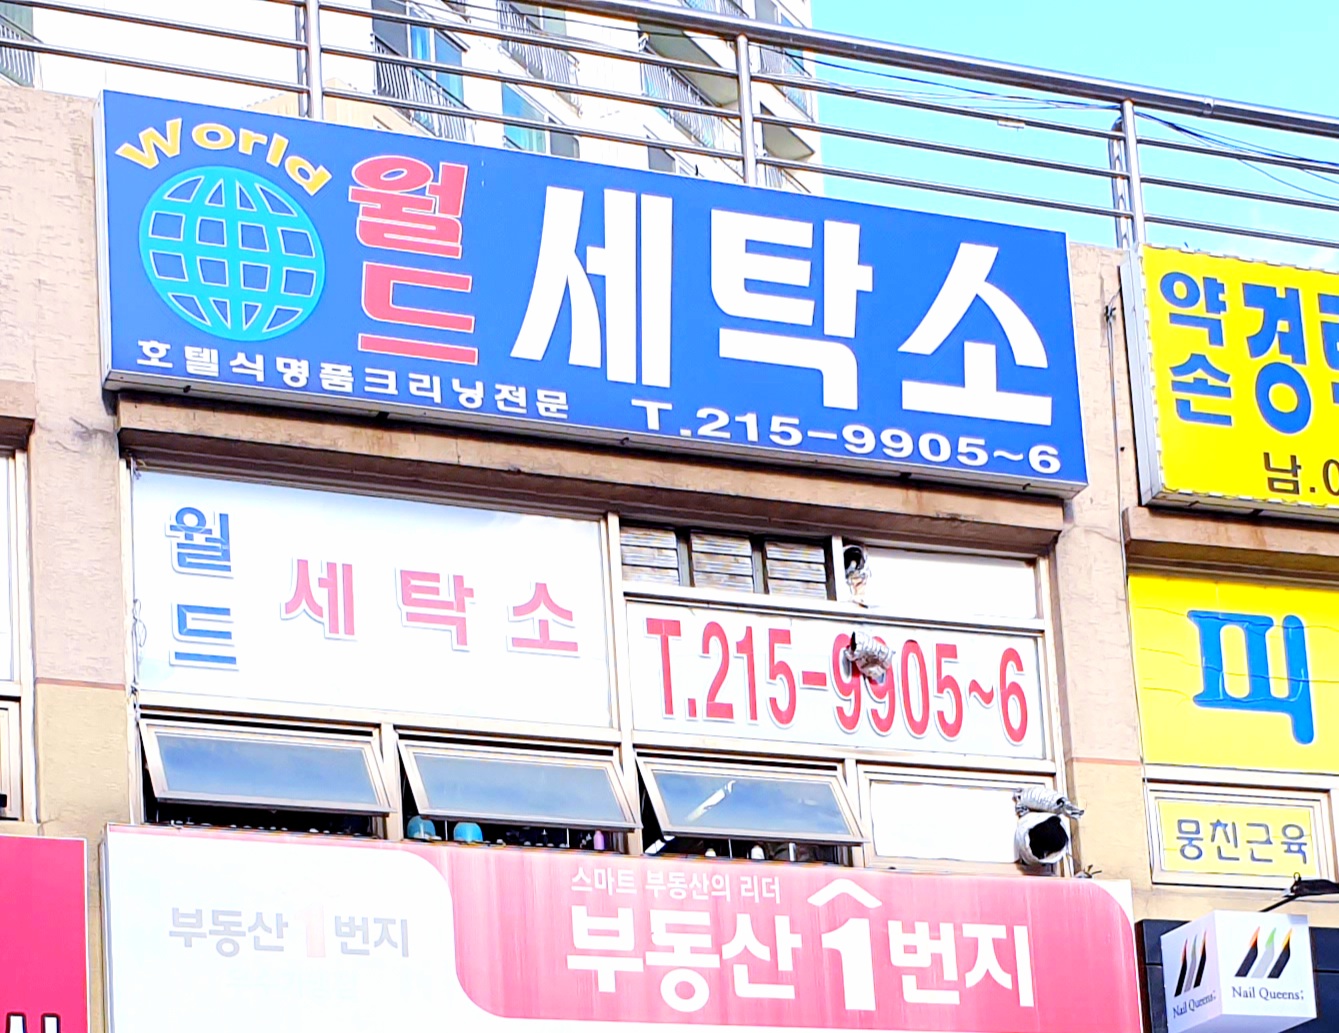 World
월드 세탁소
호텔식명품크리닝전문
T.215-9905~6
월드 세탁소
T.215-9905~6
스마트 부동산의 리더
부동산1번지
부동산1번지
약손
남.
뭉친근육
Nail Queens:
Nail Queens: